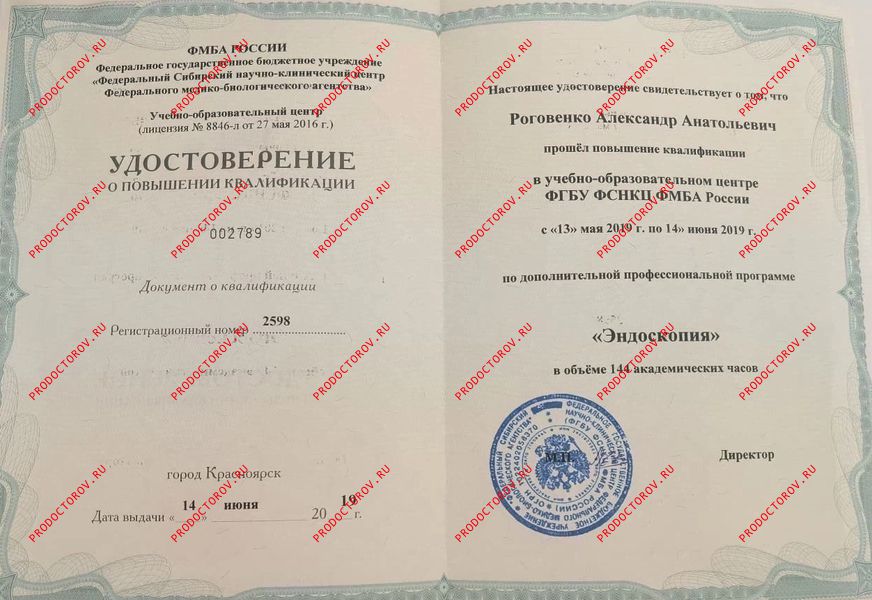 ФМБА РОССИИ
Федеральное государственное бюджетное учреждение
«Федеральный Сибирский научно-клинический центр
Федерального медико-биологического агентства»
Учебно-образовательный центр
(лицензия № 8846-л от 27 мая 2016 г.)
УДОСТОВЕРЕНИЕ
О ПОВЫШЕНИИ КВАЛИФИКАЦИИ
002789
Документ о квалификации
Регистрационный номер 2598
город Красноярск
Дата выдачи «14» июня 2019 г.
Настоящее удостоверение свидетельствует о том, что
Роговенко Александр Анатольевич
прошёл повышение квалификации
в учебно-образовательном центре
ФГБУ ФСНКЦ ФМБА России
с «13» мая 2019 г. по 14» июня 2019 г.
по дополнительной профессиональной программе
«Эндоскопия»
в объёме 144 академических часов
М.П.
Директор
PRODOCTOROV.RU